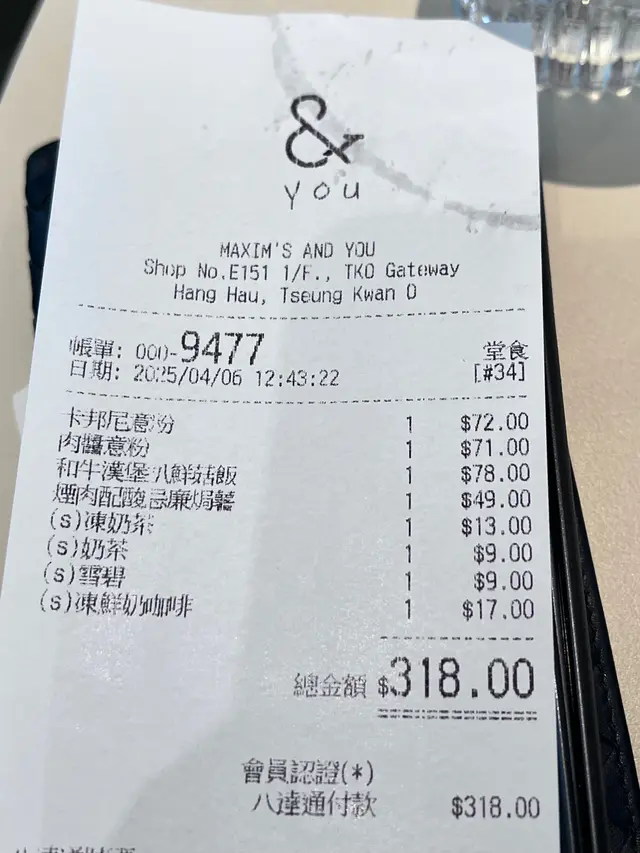 &
you
MAXIM'S AND YOU
Shop No.E151 1/F., TKO Gateway
Hang Hau, Tseung Kwan O
帳單: 000-9477 堂食
日期: 2025/04/06 12:43:22 [#34]
卡邦尼意粉 1 $72.00
肉醬意粉 1 $71.00
和牛漢堡八鮮菇飯 1 $78.00
煙肉配酸忌廉焗薯 1 $49.00
(s)凍奶茶 1 $13.00
(s)奶茶 1 $9.00
(s)雪碧 1 $9.00
(s)凍鮮奶咖啡 1 $17.00
總金額 $318.00
會員認證(*)
八達通付款 $318.00